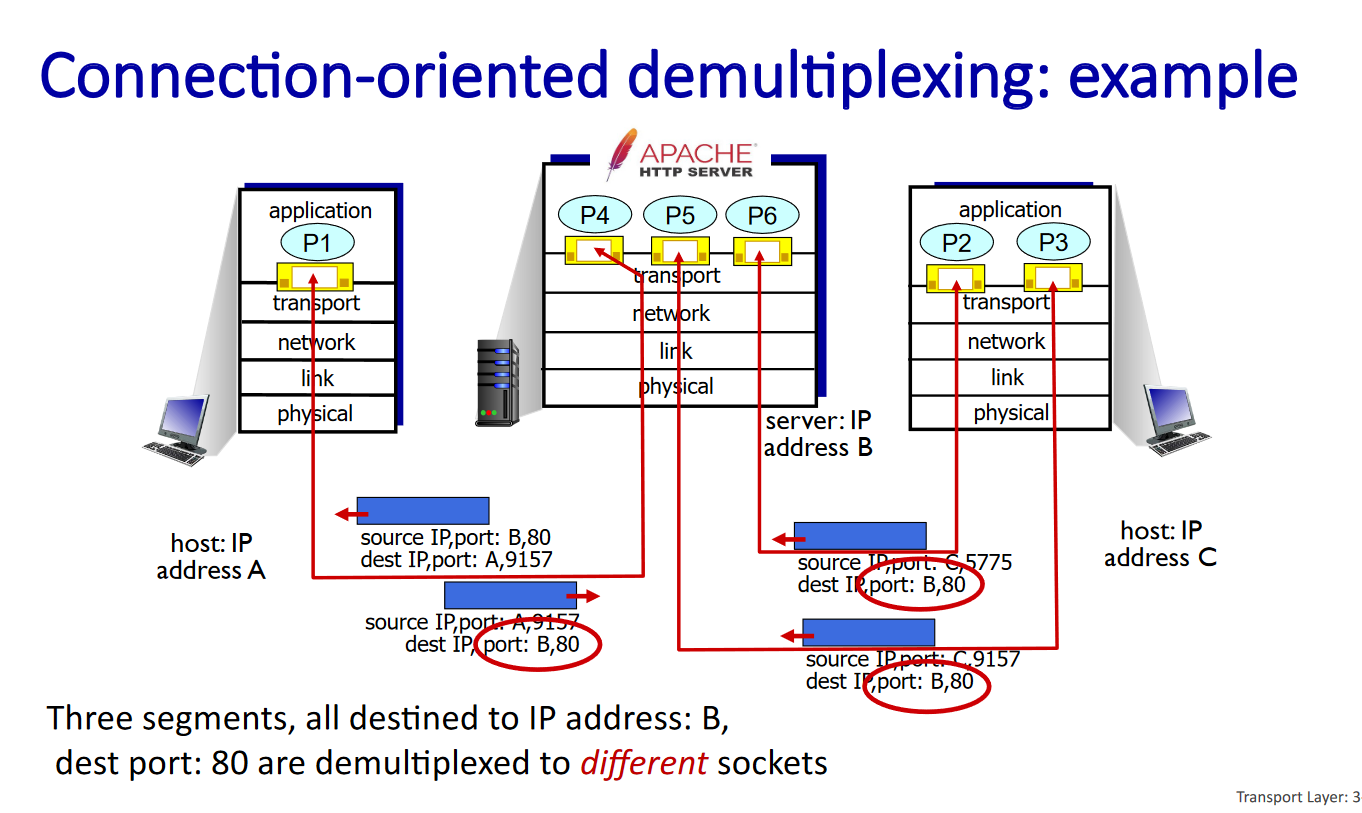 Connection-oriented demultiplexing: example
APACHE
HTTP SERVER
application
P1
transport
network
link
physical
P4 P5 P6
transport
network
link
physical
application
P2 P3
transport
network
link
physical
server: IP
address B
host: IP
address A
host: IP
address C
source IP,port: B,80
dest IP,port: A,9157
source IP,port: A,9157
dest IP, port: B,80
source IP,port: C,5775
dest IP,port: B,80
source IP,port: C,9157
dest IP,port: B,80
Three segments, all destined to IP address: B,
dest port: 80 are demultiplexed to different sockets
Transport Layer: 3